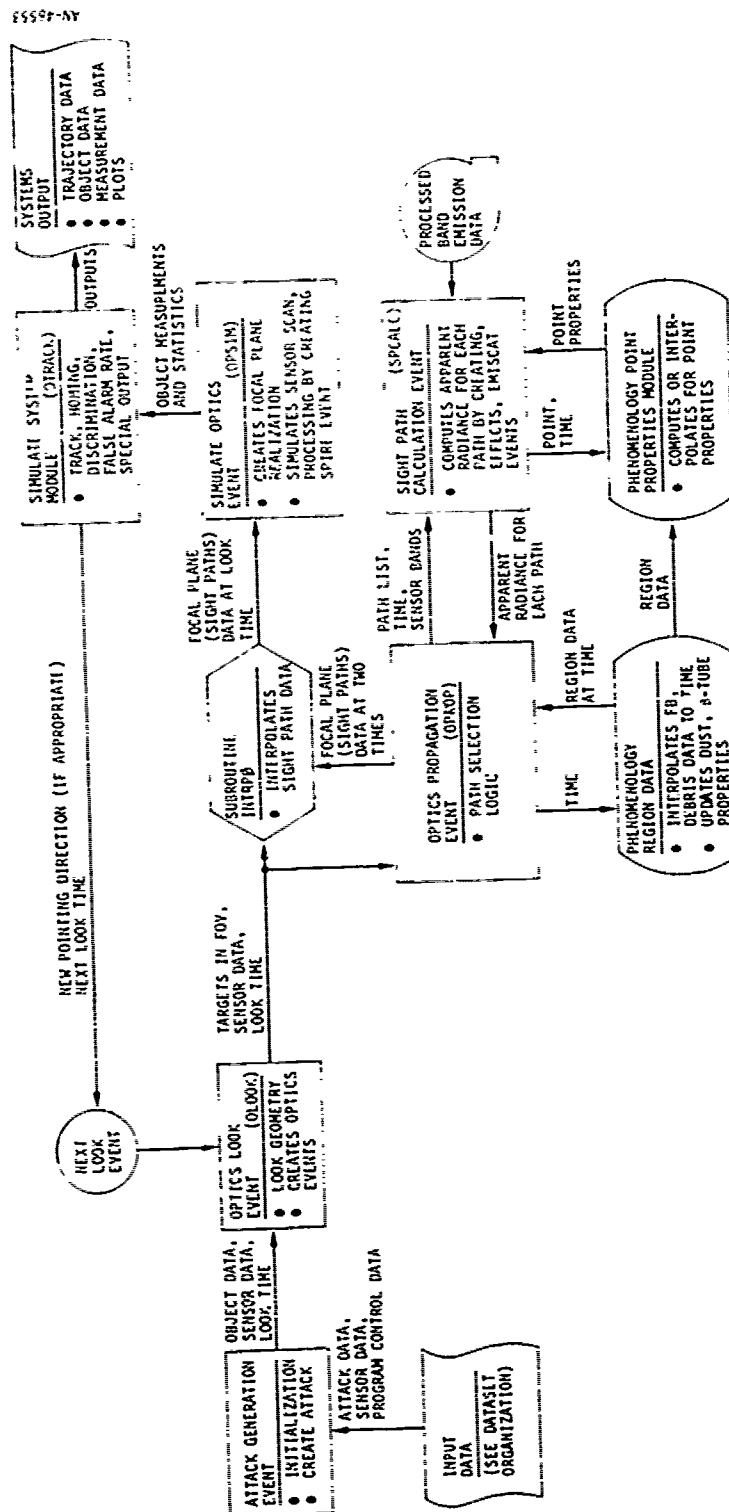 AN-46553
SYSTEMS
OUTPUT
● TRAJECTORY DATA
● OBJECT DATA
● MEASUREMENT DATA
● PLOTS
OUTPUTS
SIMULATE SYSTEM
MODULE (OTRACK)
● TRACK, HOMING,
DISCRIMINATION,
FALSE ALARM RATE,
SPECIAL OUTPUT
NEW POINTING DIRECTION (IF APPROPRIATE)
NEXT LOOK TIME
NEXT
LOOK
EVENT
OBJECT MEASUREMENTS
AND STATISTICS
ATTACK GENERATION
EVENT
● INITIALIZATION
● CREATE ATTACK
OBJECT DATA,
SENSOR DATA,
LOOK TIME
OPTICS LOOK
EVENT (OLOOK)
● LOOK GEOMETRY
● CREATES OPTICS
EVENTS
TARGETS IN FOV,
SENSOR DATA,
LOOK TIME
SUBROUTINE
INTRPØ
● INTERPOLATES
SIGHT PATH DATA
FOCAL PLANE
(SIGHT PATHS)
DATA AT LOOK
TIME
SIMULATE OPTICS
EVENT (OPSIM)
● CREATES FOCAL PLANE
REALIZATION
● SIMULATES SENSOR SCAN,
PROCESSING BY CREATING
SPIRE EVENT
ATTACK DATA,
SENSOR DATA,
PROGRAM CONTROL DATA
INPUT
DATA
(SEE DATASET
ORGANIZATION)
FOCAL PLANE
(SIGHT PATHS)
DATA AT TWO
TIMES
OPTICS PROPAGATION
EVENT (OPROP)
● PATH SELECTION
LOGIC
PATH LIST,
TIME,
SENSOR BANDS
APPARENT
RADIANCE FOR
EACH PATH
SIGHT PATH
CALCULATION EVENT
(SPCALC)
● COMPUTES APPARENT
RADIANCE FOR EACH
PATH BY CREATING,
EFFECTS, EMISCAT
EVENTS
PROCESSED
BAND
EMISSION
DATA
TIME
REGION DATA
AT TIME
POINT,
TIME
POINT
PROPERTIES
PHENOMENOLOGY
REGION DATA
● INTERPOLATES FB,
DEBRIS DATA TO TIME
● UPDATES DUST, β-TUBE
PROPERTIES
REGION
DATA
PHENOMENOLOGY POINT
PROPERTIES MODULE
● COMPUTES OR INTER-
POLATES FOR POINT
PROPERTIES